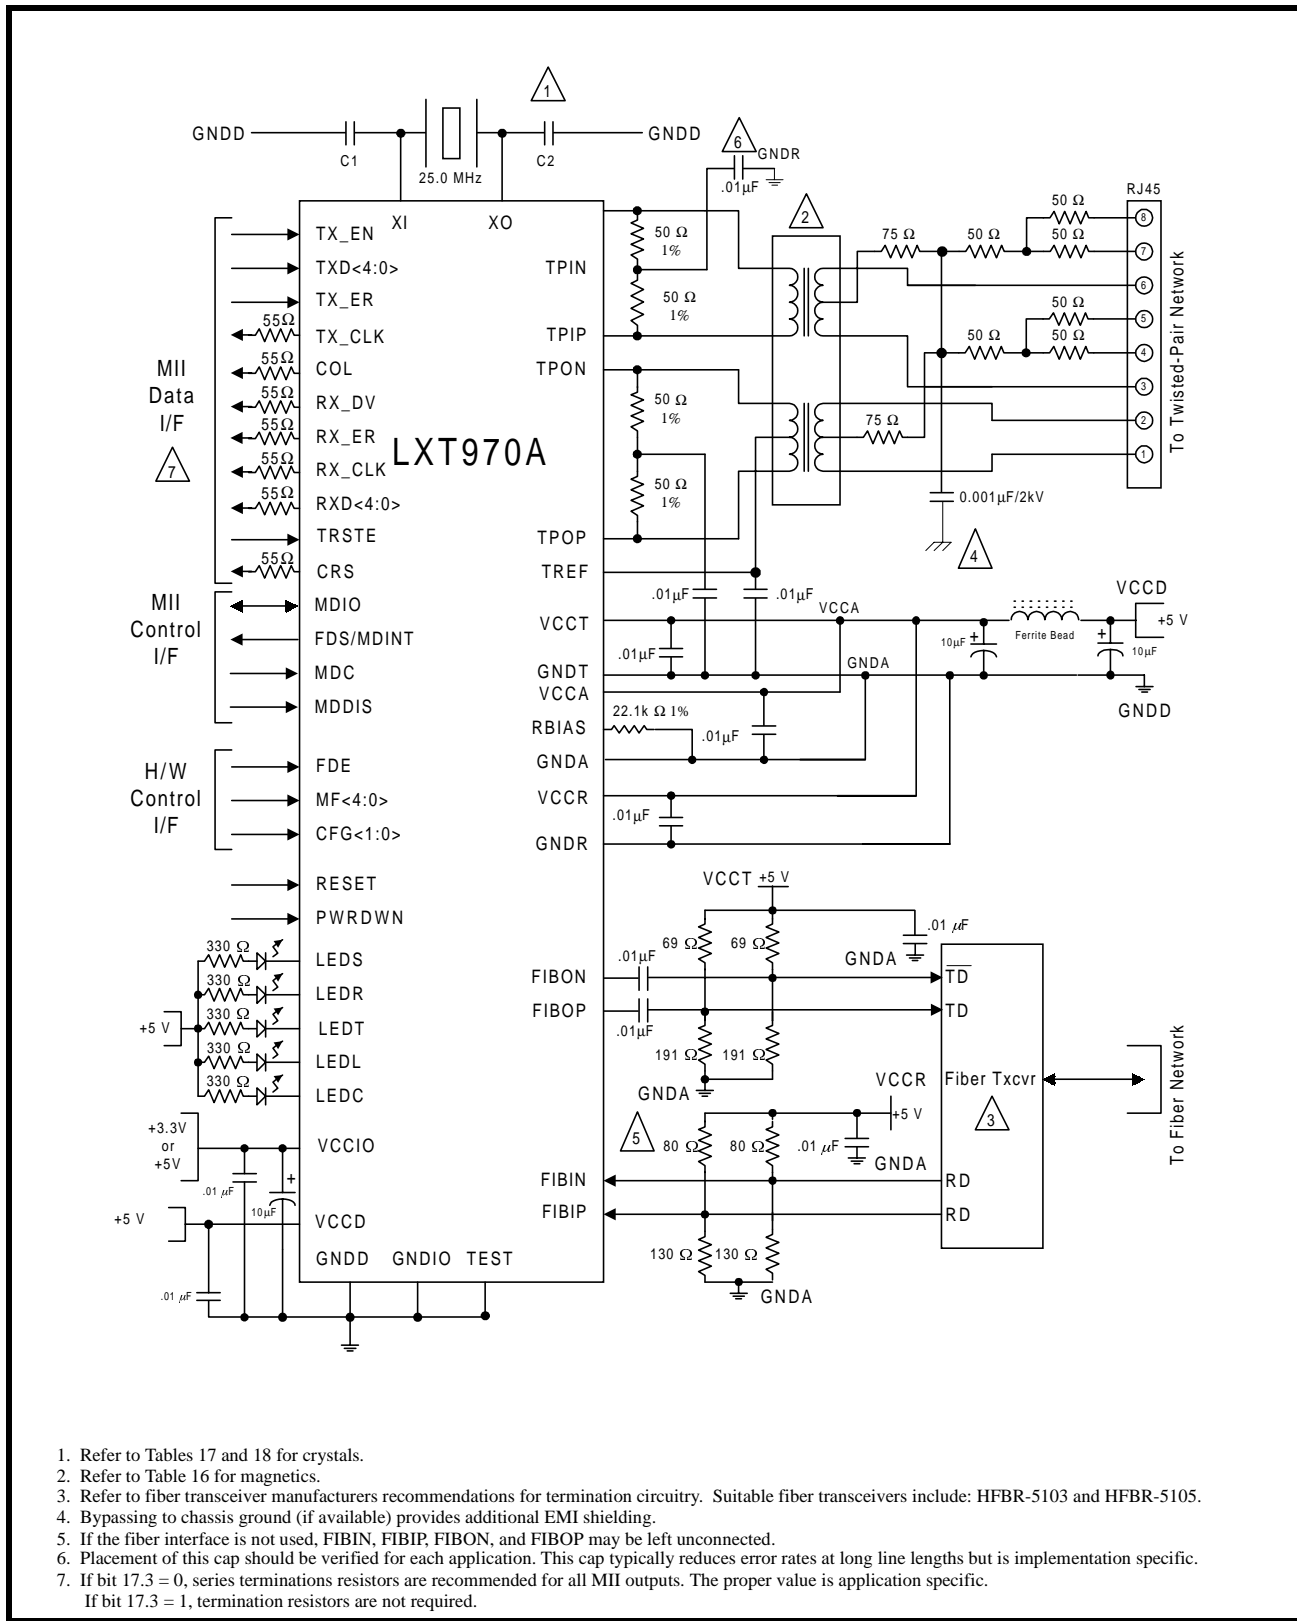 1
GNDD
C1
25.0 MHz
C2
GNDD
6
GNDR
.01µF
XI
XO
2
RJ45
MII
Data
I/F
7
TX_EN
TXD<4:0>
TX_ER
55Ω
TX_CLK
55Ω
COL
55Ω
RX_DV
55Ω
RX_ER
55Ω
RX_CLK
55Ω
RXD<4:0>
TRSTE
55Ω
CRS
MII
Control
I/F
MDIO
FDS/MDINT
MDC
MDDIS
H/W
Control
I/F
FDE
MF<4:0>
CFG<1:0>
RESET
PWRDWN
330 Ω
LEDS
330 Ω
LEDR
+5 V
330 Ω
LEDT
330 Ω
LEDL
330 Ω
LEDC
+3.3V
or
+5V
VCCIO
.01 µF
10µF
+
+5 V
VCCD
.01 µF
GNDD
GNDIO
TEST
LXT970A
TPIN
50 Ω
1%
50 Ω
1%
TPIP
TPON
50 Ω
1%
50 Ω
1%
TPOP
TREF
75 Ω
50 Ω
50 Ω
50 Ω
8
7
6
50 Ω
50 Ω
50 Ω
5
4
3
75 Ω
2
1
To Twisted-Pair Network
0.001µF/2kV
4
.01µF
.01µF
VCCT
VCCA
.01µF
GNDT
GNDA
10µF
+
Ferrite Bead
+
10µF
VCCD
+5 V
GNDD
VCCA
RBIAS
22.1k Ω 1%
.01µF
GNDA
VCCR
.01µF
GNDR
VCCT
+5 V
69 Ω
69 Ω
.01 µF
GNDA
FIBON
.01µF
TD
FIBOP
.01µF
TD
191 Ω
191 Ω
GNDA
VCCR
+5 V
5
80 Ω
80 Ω
.01 µF
GNDA
Fiber Txcvr
3
To Fiber Network
FIBIN
RD
FIBIP
RD
130 Ω
130 Ω
GNDA
1. Refer to Tables 17 and 18 for crystals.
2. Refer to Table 16 for magnetics.
3. Refer to fiber transceiver manufacturers recommendations for termination circuitry. Suitable fiber transceivers include: HFBR-5103 and HFBR-5105.
4. Bypassing to chassis ground (if available) provides additional EMI shielding.
5. If the fiber interface is not used, FIBIN, FIBIP, FIBON, and FIBOP may be left unconnected.
6. Placement of this cap should be verified for each application. This cap typically reduces error rates at long line lengths but is implementation specific.
7. If bit 17.3 = 0, series terminations resistors are recommended for all MII outputs. The proper value is application specific.
If bit 17.3 = 1, termination resistors are not required.